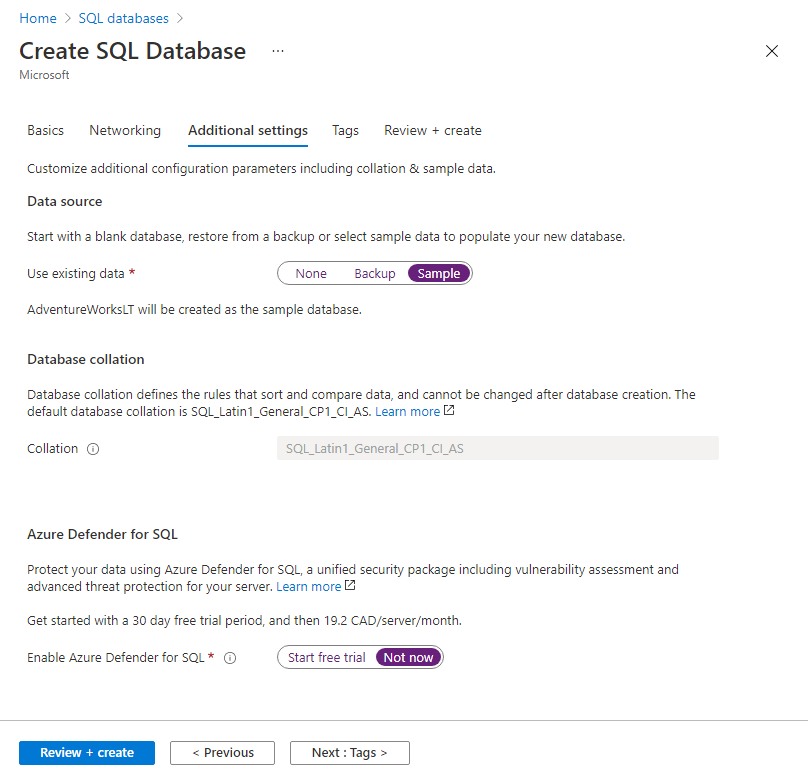 Home > SQL databases >
Create SQL Database ...
Microsoft
Basics Networking Additional settings Tags Review + create
Customize additional configuration parameters including collation & sample data.
Data source
Start with a blank database, restore from a backup or select sample data to populate your new database.
Use existing data * None Backup Sample
AdventureWorksLT will be created as the sample database.
Database collation
Database collation defines the rules that sort and compare data, and cannot be changed after database creation. The
default database collation is SQL_Latin1_General_CP1_CI_AS. Learn more
Collation SQL_Latin1_General_CP1_CI_AS
Azure Defender for SQL
Protect your data using Azure Defender for SQL, a unified security package including vulnerability assessment and
advanced threat protection for your server. Learn more
Get started with a 30 day free trial period, and then 19.2 CAD/server/month.
Enable Azure Defender for SQL * Start free trial Not now
Review + create < Previous Next : Tags >